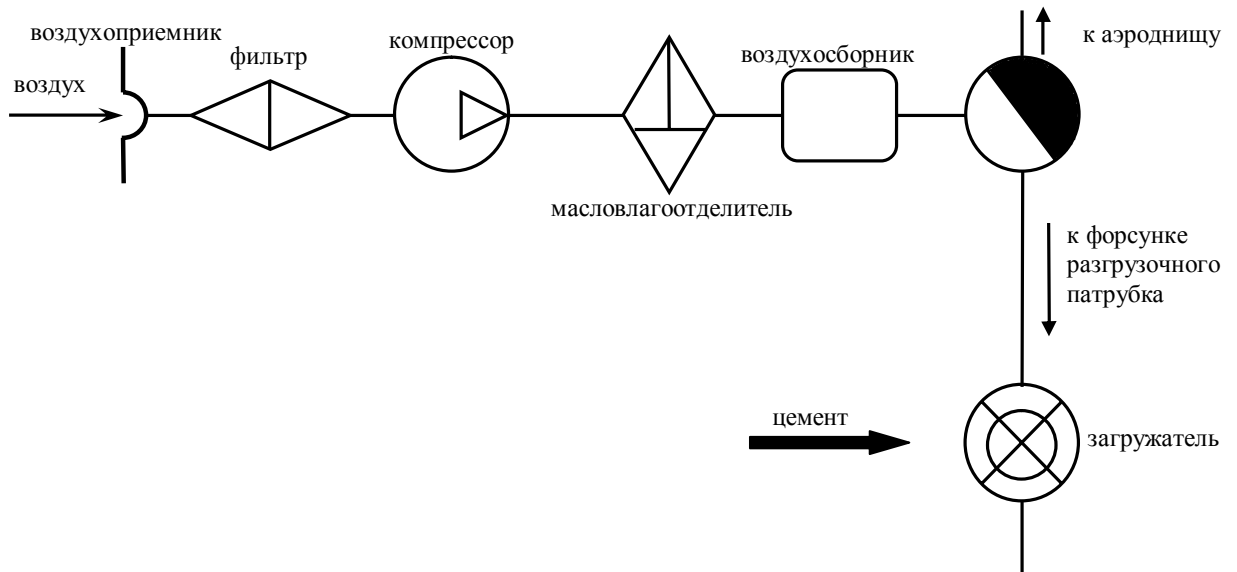 воздухоприемник
воздух
фильтр
компрессор
масловлагоотделитель
воздухосборник
к аэроднищу
к форсунке
разгрузочного
патрубка
цемент
загружатель